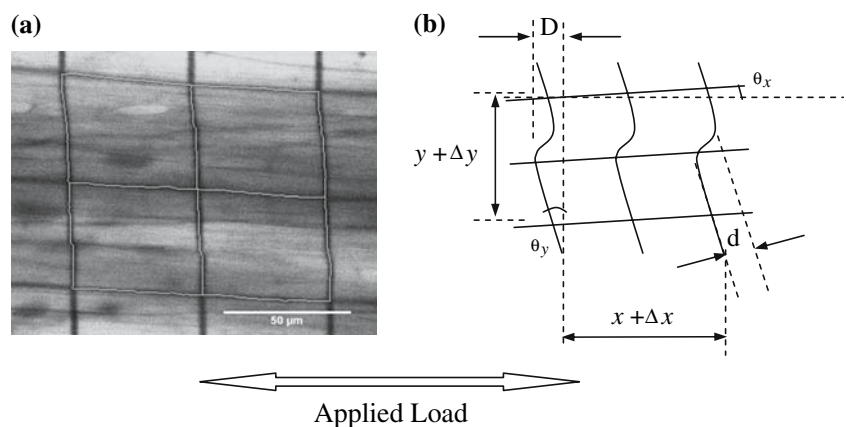 (a)
50 µm
(b)
D
θx
y + Δy
θy
d
x + Δx
Applied Load